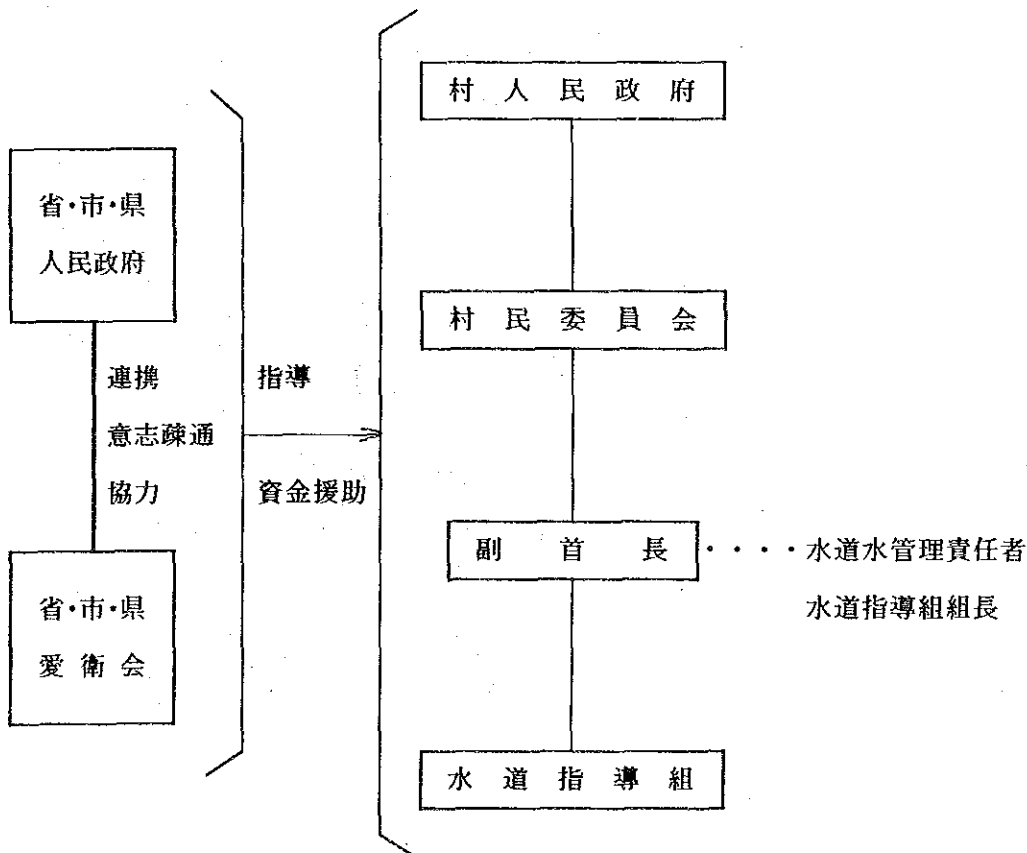 省・市・県
人民政府
連携
意志疎通
協力
省・市・県
愛衛会
指導
資金援助
村人民政府
村民委員会
副首長・・・・水道水管理責任者
水道指導組組長
水道指導組